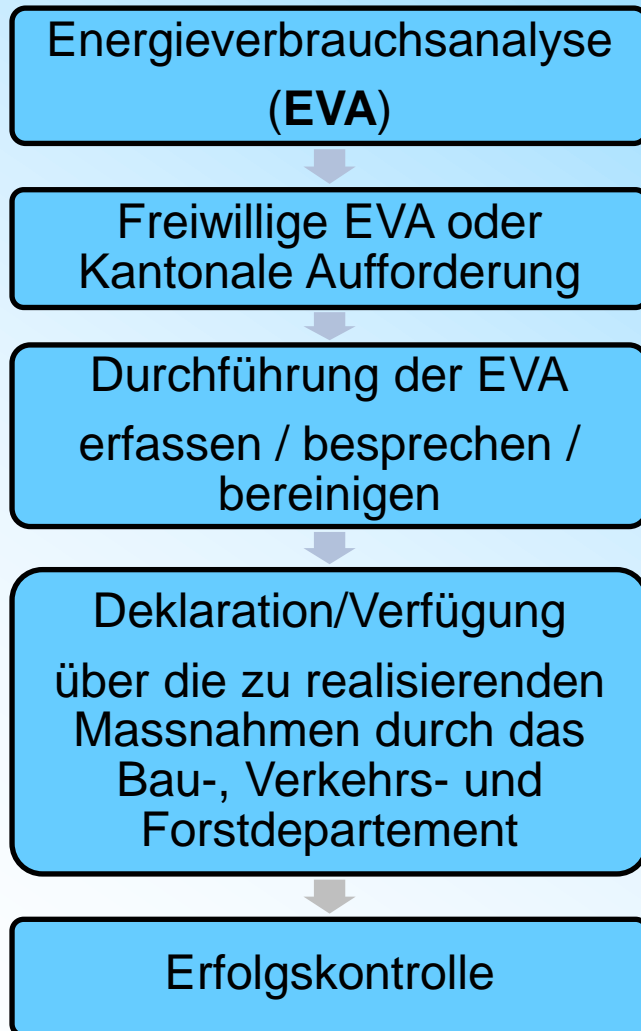 Energieverbrauchsanalyse
(EVA)
Freiwillige EVA oder
Kantonale Aufforderung
Durchführung der EVA
erfassen / besprechen /
bereinigen
Deklaration/Verfügung
über die zu realisierenden
Massnahmen durch das
Bau-, Verkehrs- und
Forstdepartement
Erfolgskontrolle